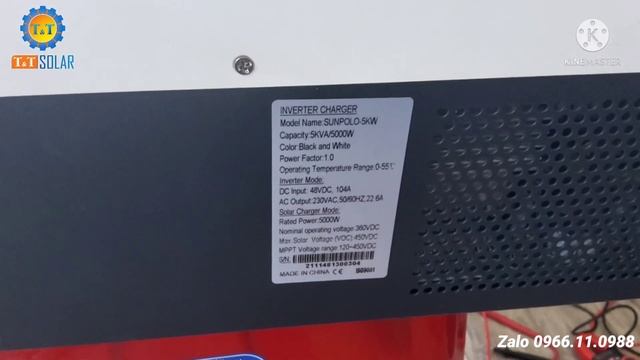 T&T
T&T SOLAR
K
KINEMASTER
INVERTER CHARGER
Model Name:SUNPOLO-5KW
Capacity:5KVA/5000W
Color:Black and White
Power Factor:1.0
Operating Temperature Range:0-55℃
Inverter Mode:
DC Input: 48VDC, 104A
AC Output:230VAC,50/60HZ,22.6A
Solar Charger Mode:
Rated Power:5000W
Nominal operating voltage:360VDC
Max Solar Voltage (VOC):450VDC
MPPT Voltage range:120~450VDC
S/N:
2111481300304
MADE IN CHINA CE ISO9001
Zalo 0966.11.0988